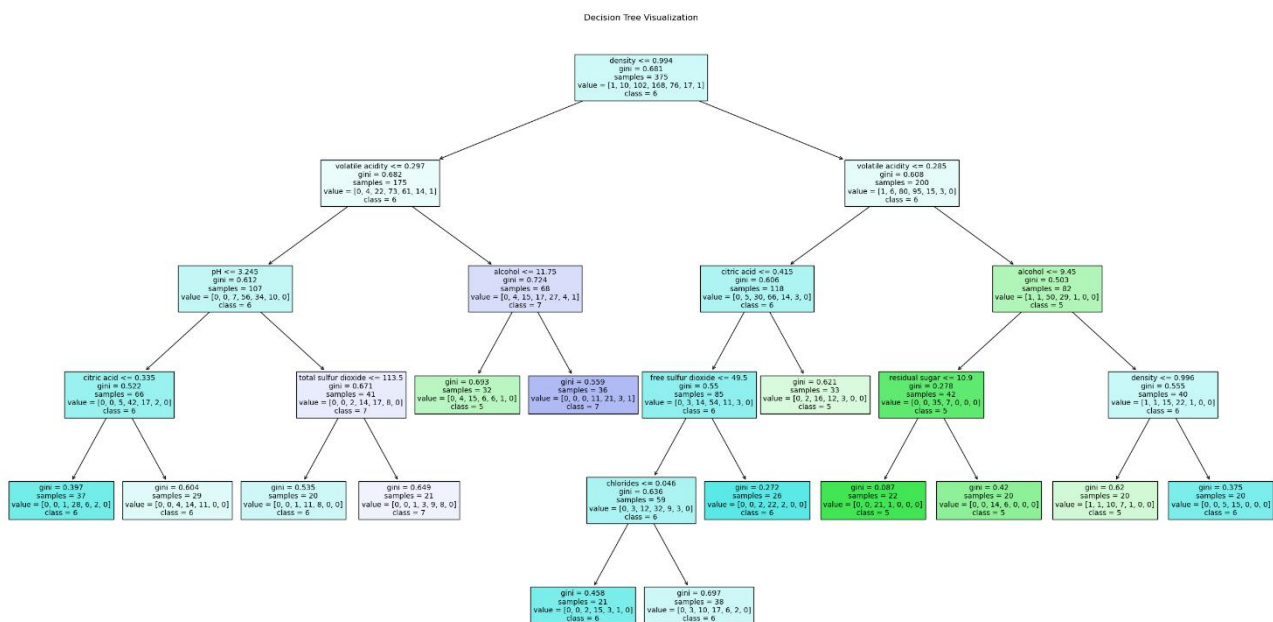 Decision Tree Visualization
density <= 0.994
gini = 0.681
samples = 375
value = [1, 10, 102, 168, 76, 17, 1]
class = 6
volatile acidity <= 0.297
gini = 0.682
samples = 175
value = [0, 4, 22, 73, 61, 14, 1]
class = 6
volatile acidity <= 0.285
gini = 0.608
samples = 200
value = [1, 6, 80, 95, 15, 3, 0]
class = 6
pH <= 3.245
gini = 0.612
samples = 107
value = [0, 0, 7, 56, 34, 10, 0]
class = 6
alcohol <= 11.75
gini = 0.724
samples = 68
value = [0, 4, 15, 17, 27, 4, 1]
class = 7
citric acid <= 0.415
gini = 0.606
samples = 118
value = [0, 5, 30, 66, 14, 3, 0]
class = 6
alcohol <= 9.45
gini = 0.503
samples = 82
value = [1, 1, 50, 29, 1, 0, 0]
class = 5
citric acid <= 0.335
gini = 0.522
samples = 66
value = [0, 0, 5, 42, 17, 2, 0]
class = 6
total sulfur dioxide <= 113.5
gini = 0.671
samples = 41
value = [0, 0, 2, 14, 17, 8, 0]
class = 7
gini = 0.693
samples = 32
value = [0, 4, 15, 6, 6, 1, 0]
class = 5
gini = 0.559
samples = 36
value = [0, 0, 0, 11, 21, 3, 1]
class = 7
free sulfur dioxide <= 49.5
gini = 0.55
samples = 85
value = [0, 3, 14, 54, 11, 3, 0]
class = 6
gini = 0.621
samples = 33
value = [0, 2, 16, 12, 3, 0, 0]
class = 5
residual sugar <= 10.9
gini = 0.278
samples = 42
value = [0, 0, 35, 7, 0, 0, 0]
class = 5
density <= 0.996
gini = 0.555
samples = 40
value = [1, 1, 15, 22, 1, 0, 0]
class = 6
gini = 0.397
samples = 37
value = [0, 0, 1, 28, 6, 2, 0]
class = 6
gini = 0.604
samples = 29
value = [0, 0, 4, 14, 11, 0, 0]
class = 6
gini = 0.535
samples = 20
value = [0, 0, 1, 11, 8, 0, 0]
class = 6
gini = 0.649
samples = 21
value = [0, 0, 1, 3, 9, 8, 0]
class = 7
chlorides <= 0.046
gini = 0.636
samples = 59
value = [0, 3, 12, 32, 9, 3, 0]
class = 6
gini = 0.272
samples = 26
value = [0, 0, 2, 22, 2, 0, 0]
class = 6
gini = 0.087
samples = 22
value = [0, 0, 21, 1, 0, 0, 0]
class = 5
gini = 0.42
samples = 20
value = [0, 0, 14, 6, 0, 0, 0]
class = 5
gini = 0.62
samples = 20
value = [1, 1, 10, 7, 1, 0, 0]
class = 5
gini = 0.375
samples = 20
value = [0, 0, 5, 15, 0, 0, 0]
class = 6
gini = 0.458
samples = 21
value = [0, 0, 2, 15, 3, 1, 0]
class = 6
gini = 0.697
samples = 38
value = [0, 3, 10, 17, 6, 2, 0]
class = 6